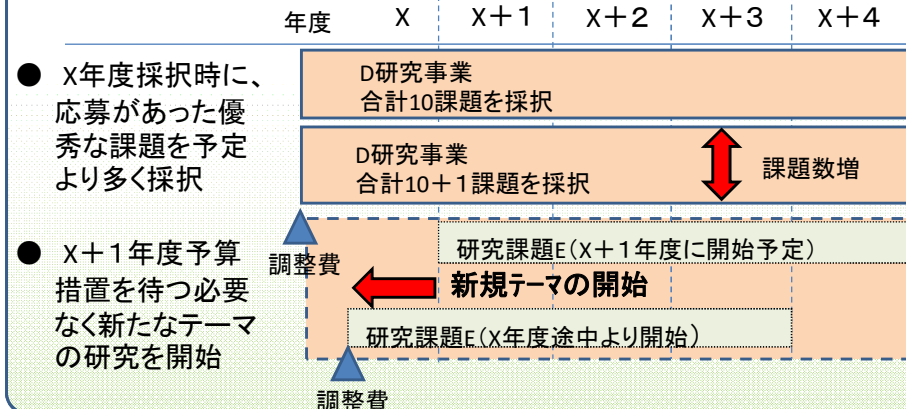 年度 X X＋1 X＋2 X＋3 X＋4
● X年度採択時に、
応募があった優
秀な課題を予定
より多く採択
D研究事業
合計10課題を採択
D研究事業
合計10＋1課題を採択
課題数増
調整費
● X＋1年度予算
措置を待つ必要
なく新たなテーマ
の研究を開始
研究課題E(X＋1年度に開始予定)
新規テーマの開始
研究課題E(X年度途中より開始)
調整費